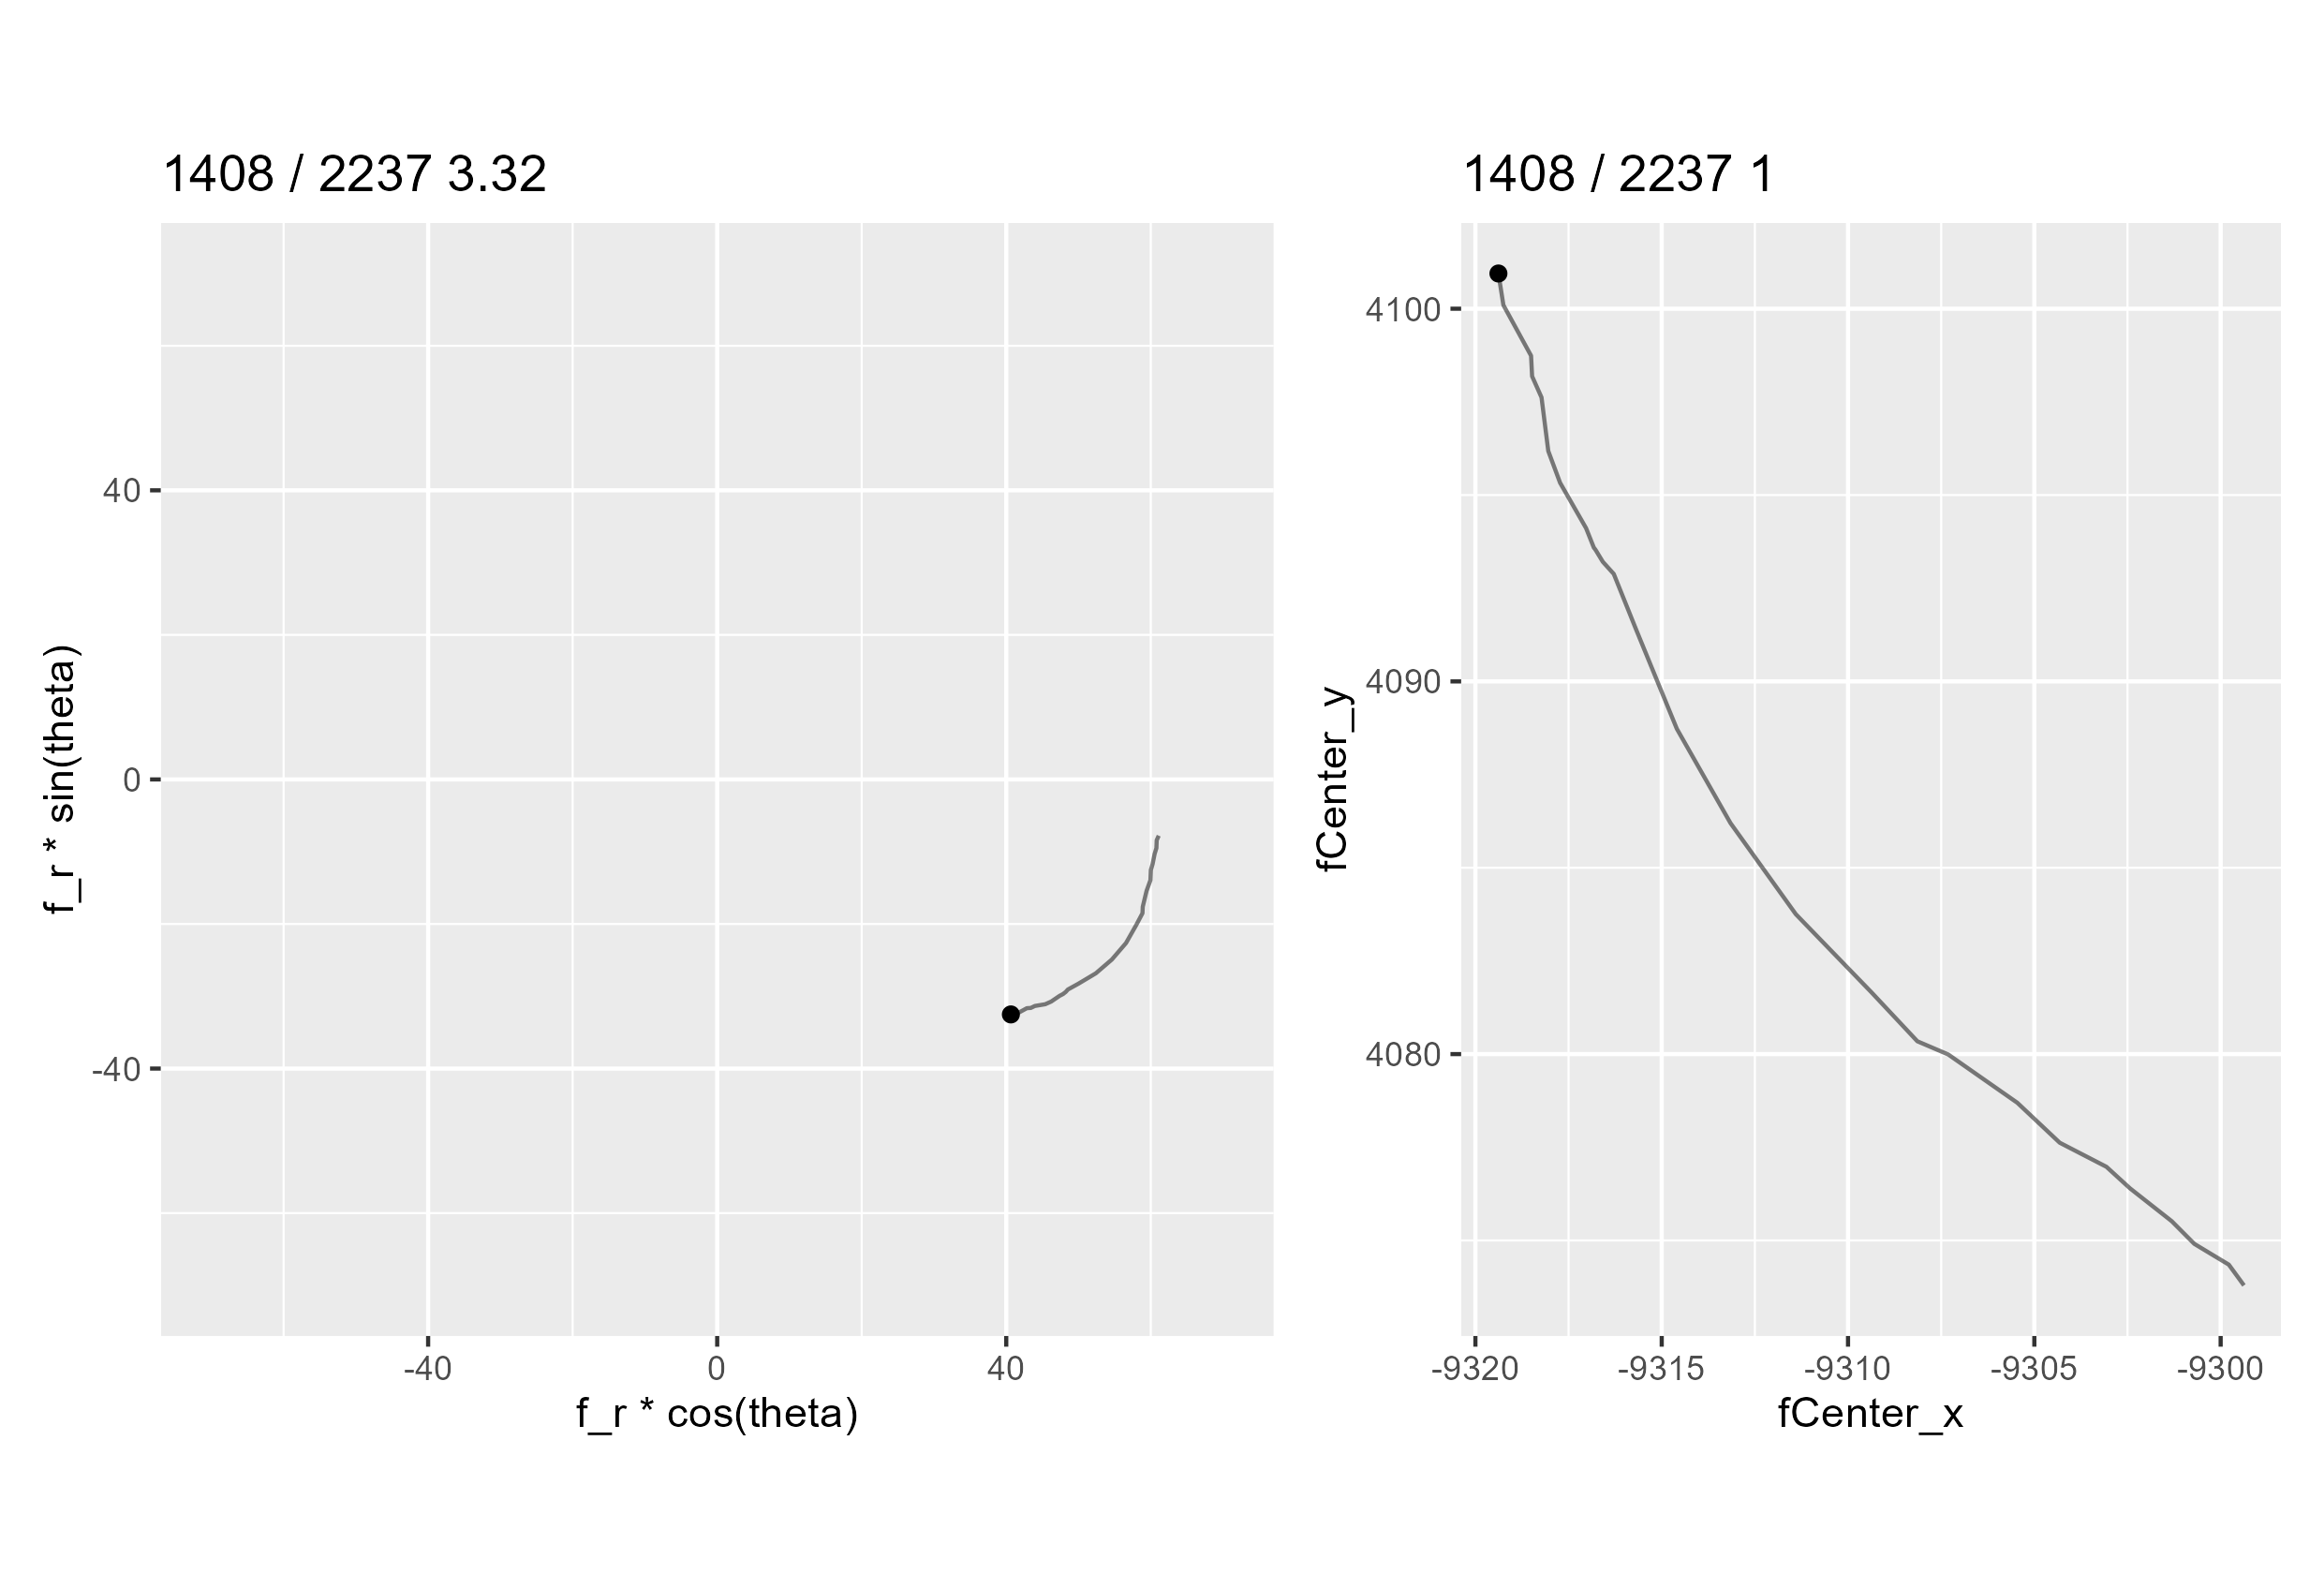 1408 / 2237 3.32
40
0
-40
-40
0
40
f_r * sin(theta)
f_r * cos(theta)
1408 / 2237 1
4100
4090
4080
-9320
-9315
-9310
-9305
-9300
fCenter_y
fCenter_x